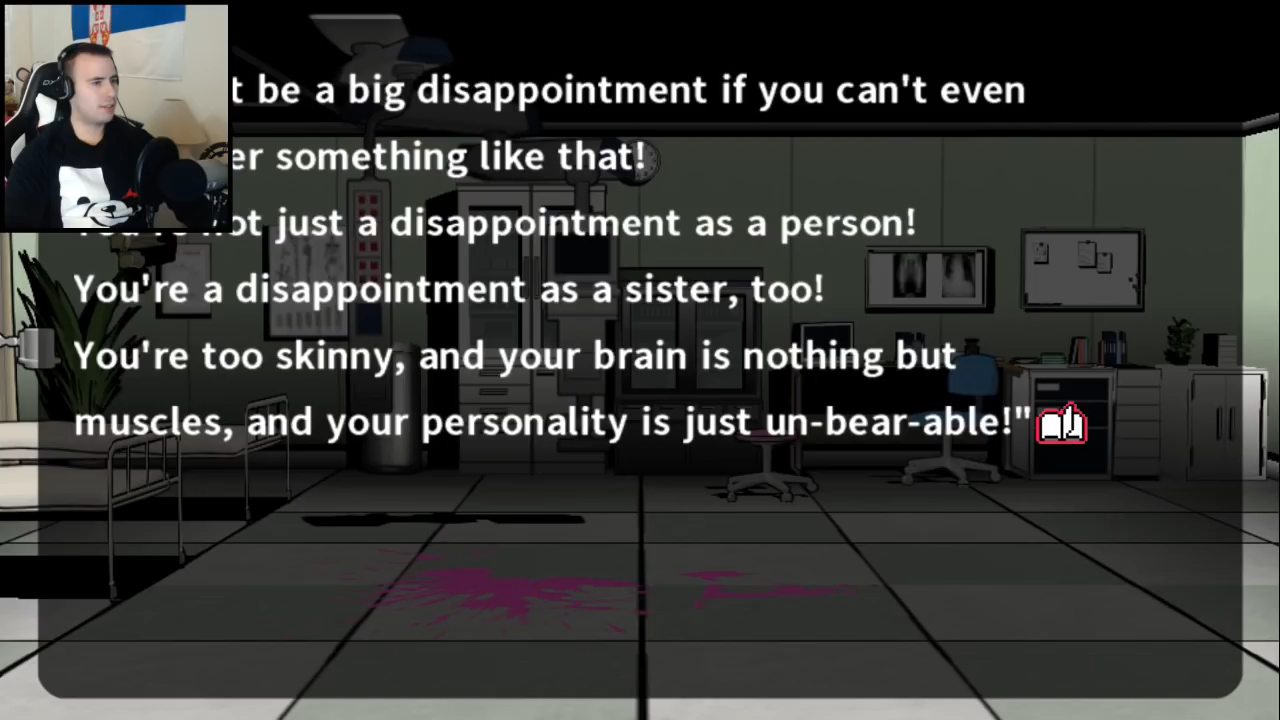 t be a big disappointment if you can't even
er something like that!
not just a disappointment as a person!
You're a disappointment as a sister, too!
You're too skinny, and your brain is nothing but
muscles, and your personality is just un-bear-able!"